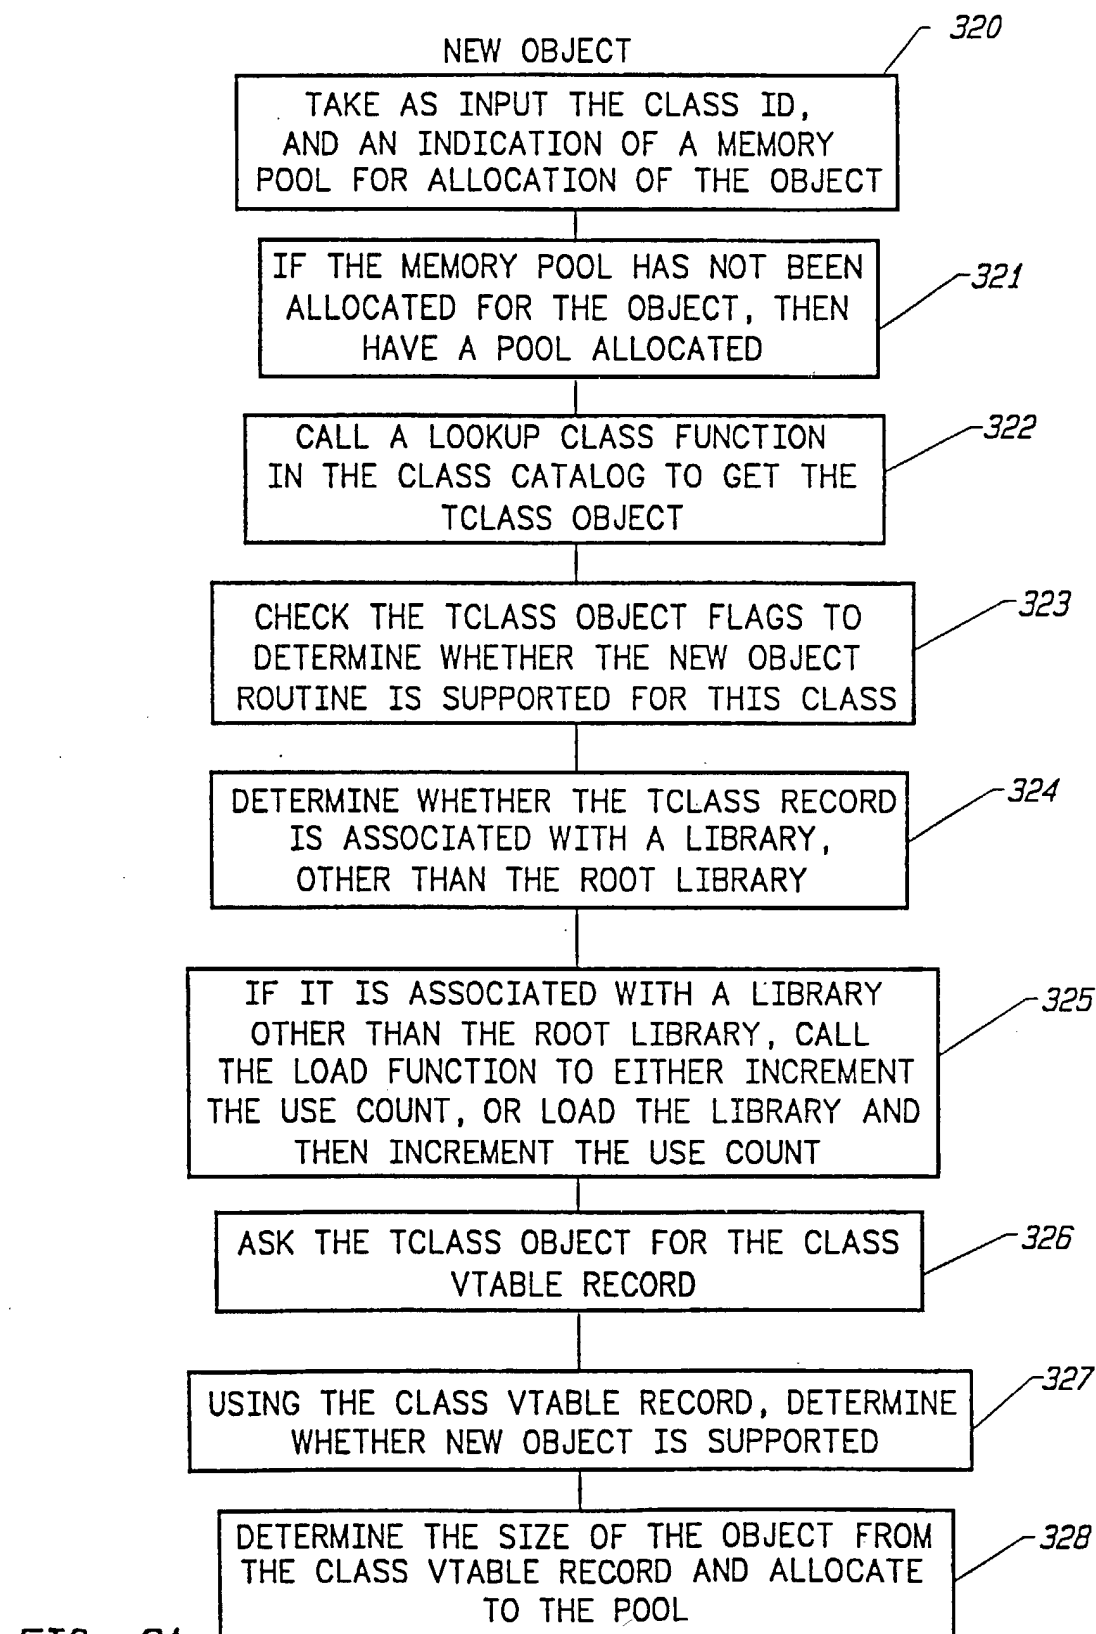 320
NEW OBJECT
TAKE AS INPUT THE CLASS ID,
AND AN INDICATION OF A MEMORY
POOL FOR ALLOCATION OF THE OBJECT
321
IF THE MEMORY POOL HAS NOT BEEN
ALLOCATED FOR THE OBJECT, THEN
HAVE A POOL ALLOCATED
322
CALL A LOOKUP CLASS FUNCTION
IN THE CLASS CATALOG TO GET THE
TCLASS OBJECT
323
CHECK THE TCLASS OBJECT FLAGS TO
DETERMINE WHETHER THE NEW OBJECT
ROUTINE IS SUPPORTED FOR THIS CLASS
324
DETERMINE WHETHER THE TCLASS RECORD
IS ASSOCIATED WITH A LIBRARY,
OTHER THAN THE ROOT LIBRARY
325
IF IT IS ASSOCIATED WITH A LIBRARY
OTHER THAN THE ROOT LIBRARY, CALL
THE LOAD FUNCTION TO EITHER INCREMENT
THE USE COUNT, OR LOAD THE LIBRARY AND
THEN INCREMENT THE USE COUNT
326
ASK THE TCLASS OBJECT FOR THE CLASS
VTABLE RECORD
327
USING THE CLASS VTABLE RECORD, DETERMINE
WHETHER NEW OBJECT IS SUPPORTED
328
DETERMINE THE SIZE OF THE OBJECT FROM
THE CLASS VTABLE RECORD AND ALLOCATE
TO THE POOL